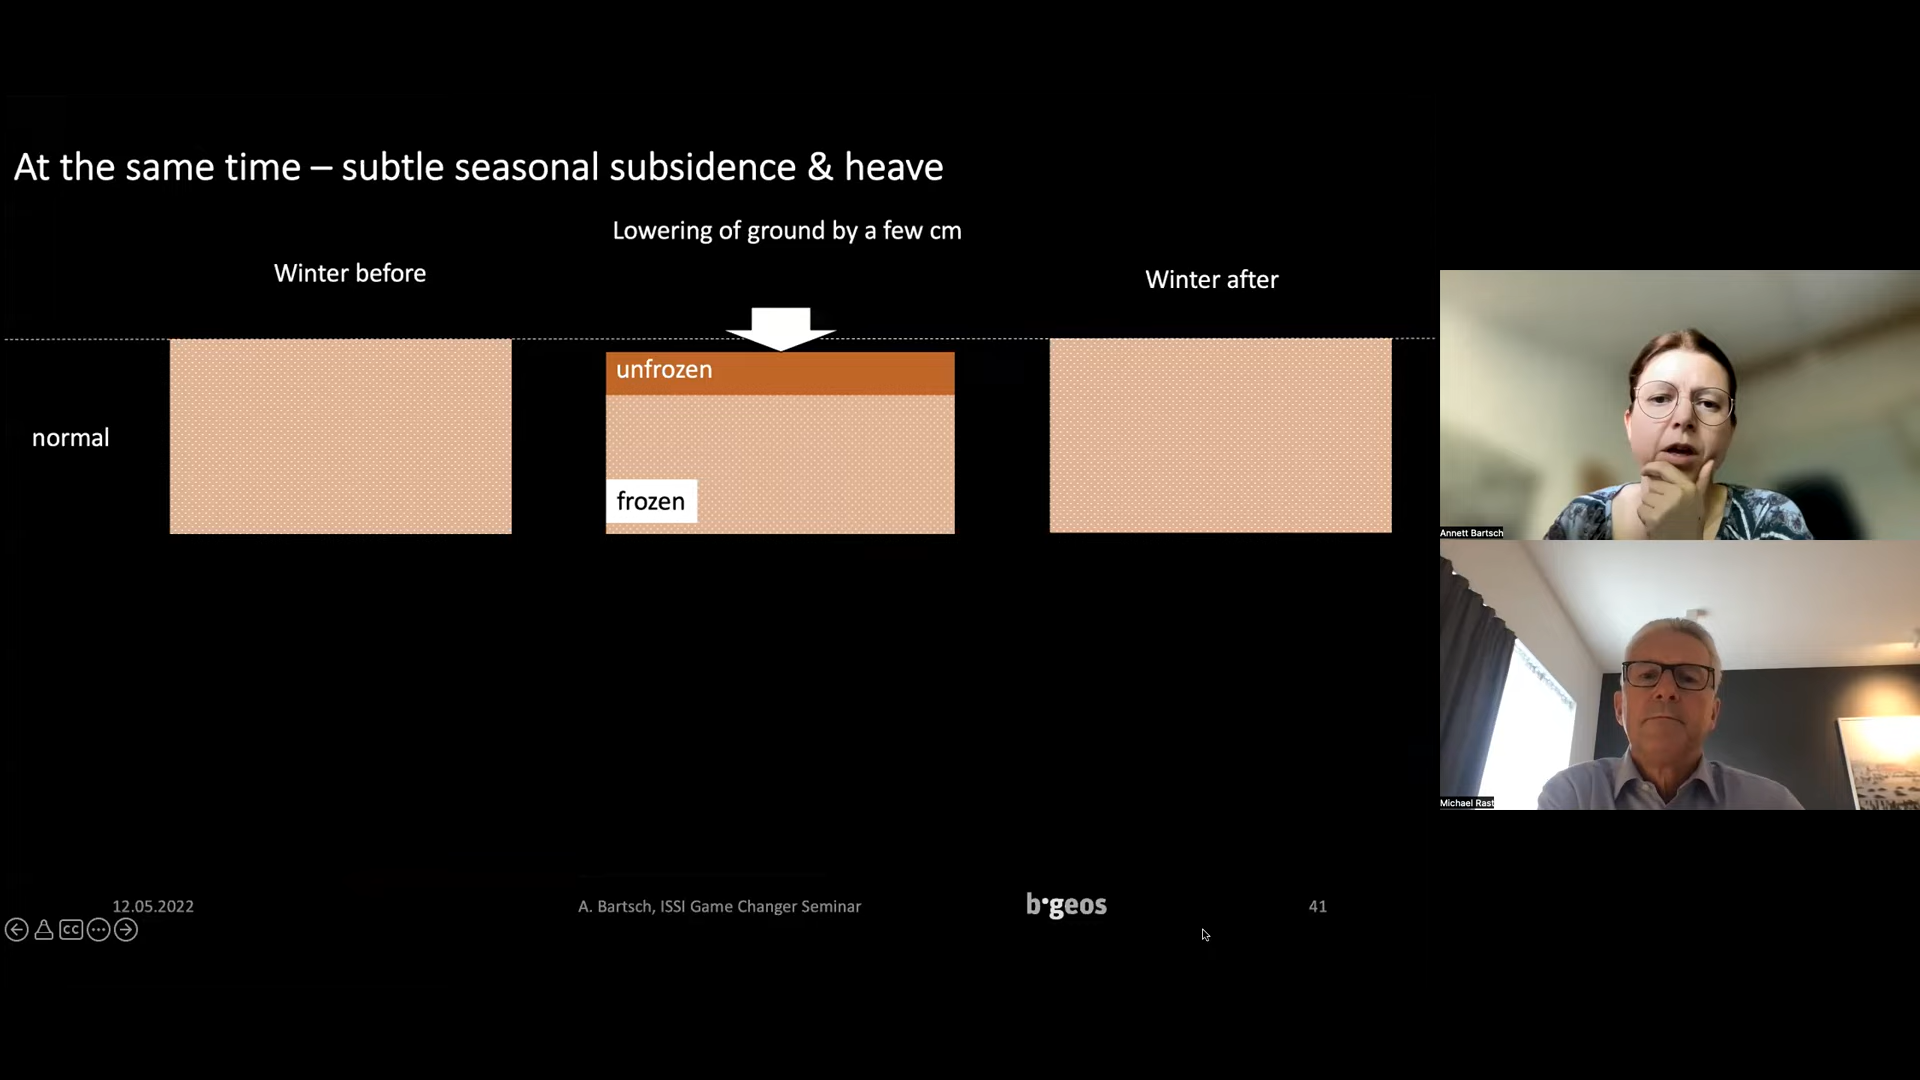 At the same time – subtle seasonal subsidence & heave
Lowering of ground by a few cm
Winter before
Winter after
unfrozen
normal
frozen
Annett Bartsch
Michael Rast
12.05.2022
A. Bartsch, ISSI Game Changer Seminar
b·geos
41
CC